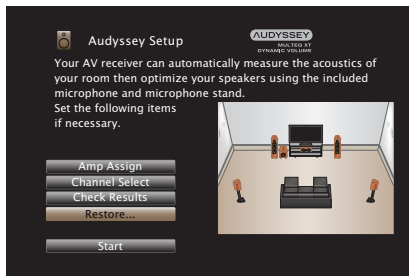 Audyssey Setup
AUDYSSEY
MULTEQ XT
DYNAMIC VOLUME
Your AV receiver can automatically measure the acoustics of
your room then optimize your speakers using the included
microphone and microphone stand.
Set the following items
if necessary.
Amp Assign
Channel Select
Check Results
Restore...
Start